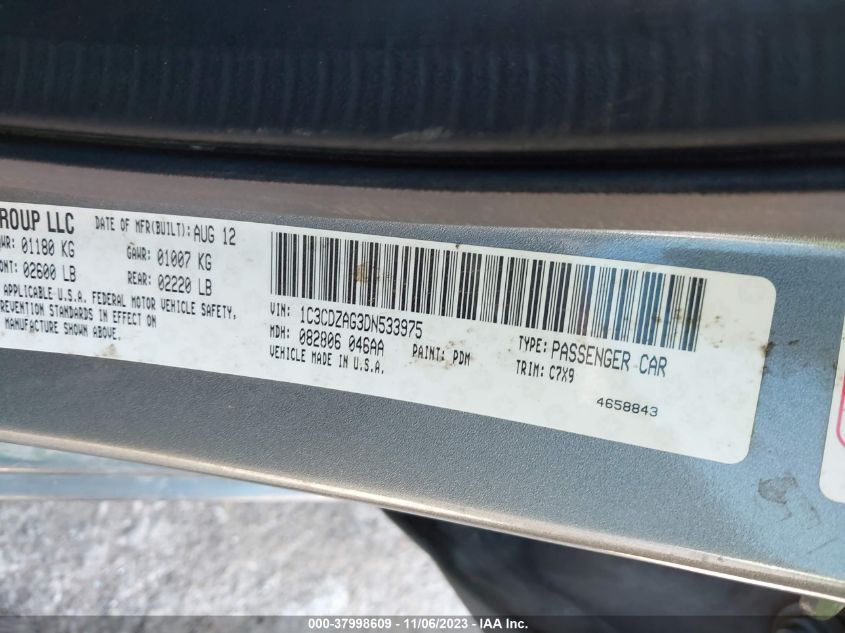 ROUP LLC DATE OF MFR(BUILT): AUG 12
WR: 01180 KG GAWR: 01007 KG
ONT: 02600 LB REAR: 02220 LB
APPLICABLE U.S.A. FEDERAL MOTOR VEHICLE SAFETY,
PREVENTION STANDARDS IN EFFECT ON
MANUFACTURE SHOWN ABOVE.
VIN: 1C3CDZAG3DN533975 TYPE: PASSENGER CAR
MDH: 082806 046AA PAINT: PDM TRIM: C7X9
VEHICLE MADE IN U.S.A.
4658843
000-37998609 - 11/06/2023 - IAA Inc.